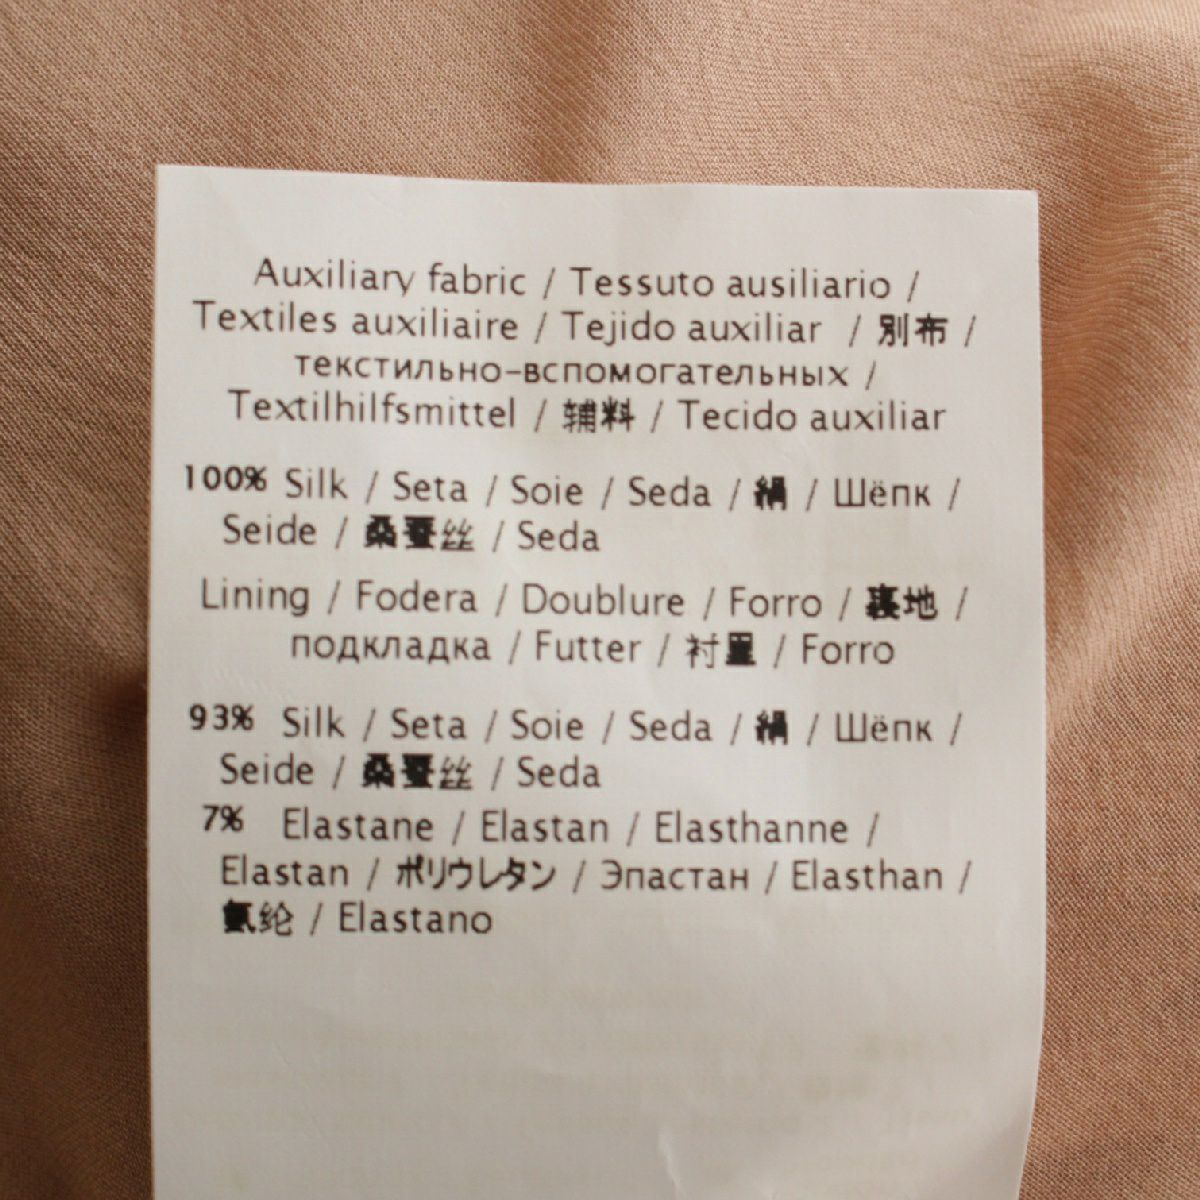 Auxiliary fabric / Tessuto ausiliario /
Textiles auxiliaire / Tejido auxiliar / 別布 /
текстильно-вспомогательных /
Textilhilfsmittel / 辅料 / Tecido auxiliar
100% Silk / Seta / Soie / Seda / 絹 / Шёпк /
Seide / 桑蚕丝 / Seda
Lining / Fodera / Doublure / Forro / 裏地 /
подкладка / Futter / 衬里 / Forro
93% Silk / Seta / Soie / Seda / 絹 / Шёпк /
Seide / 桑蚕丝 / Seda
7% Elastane / Elastan / Elasthanne /
Elastan / ポリウレタン / Эпастан / Elasthan /
氨纶 / Elastano